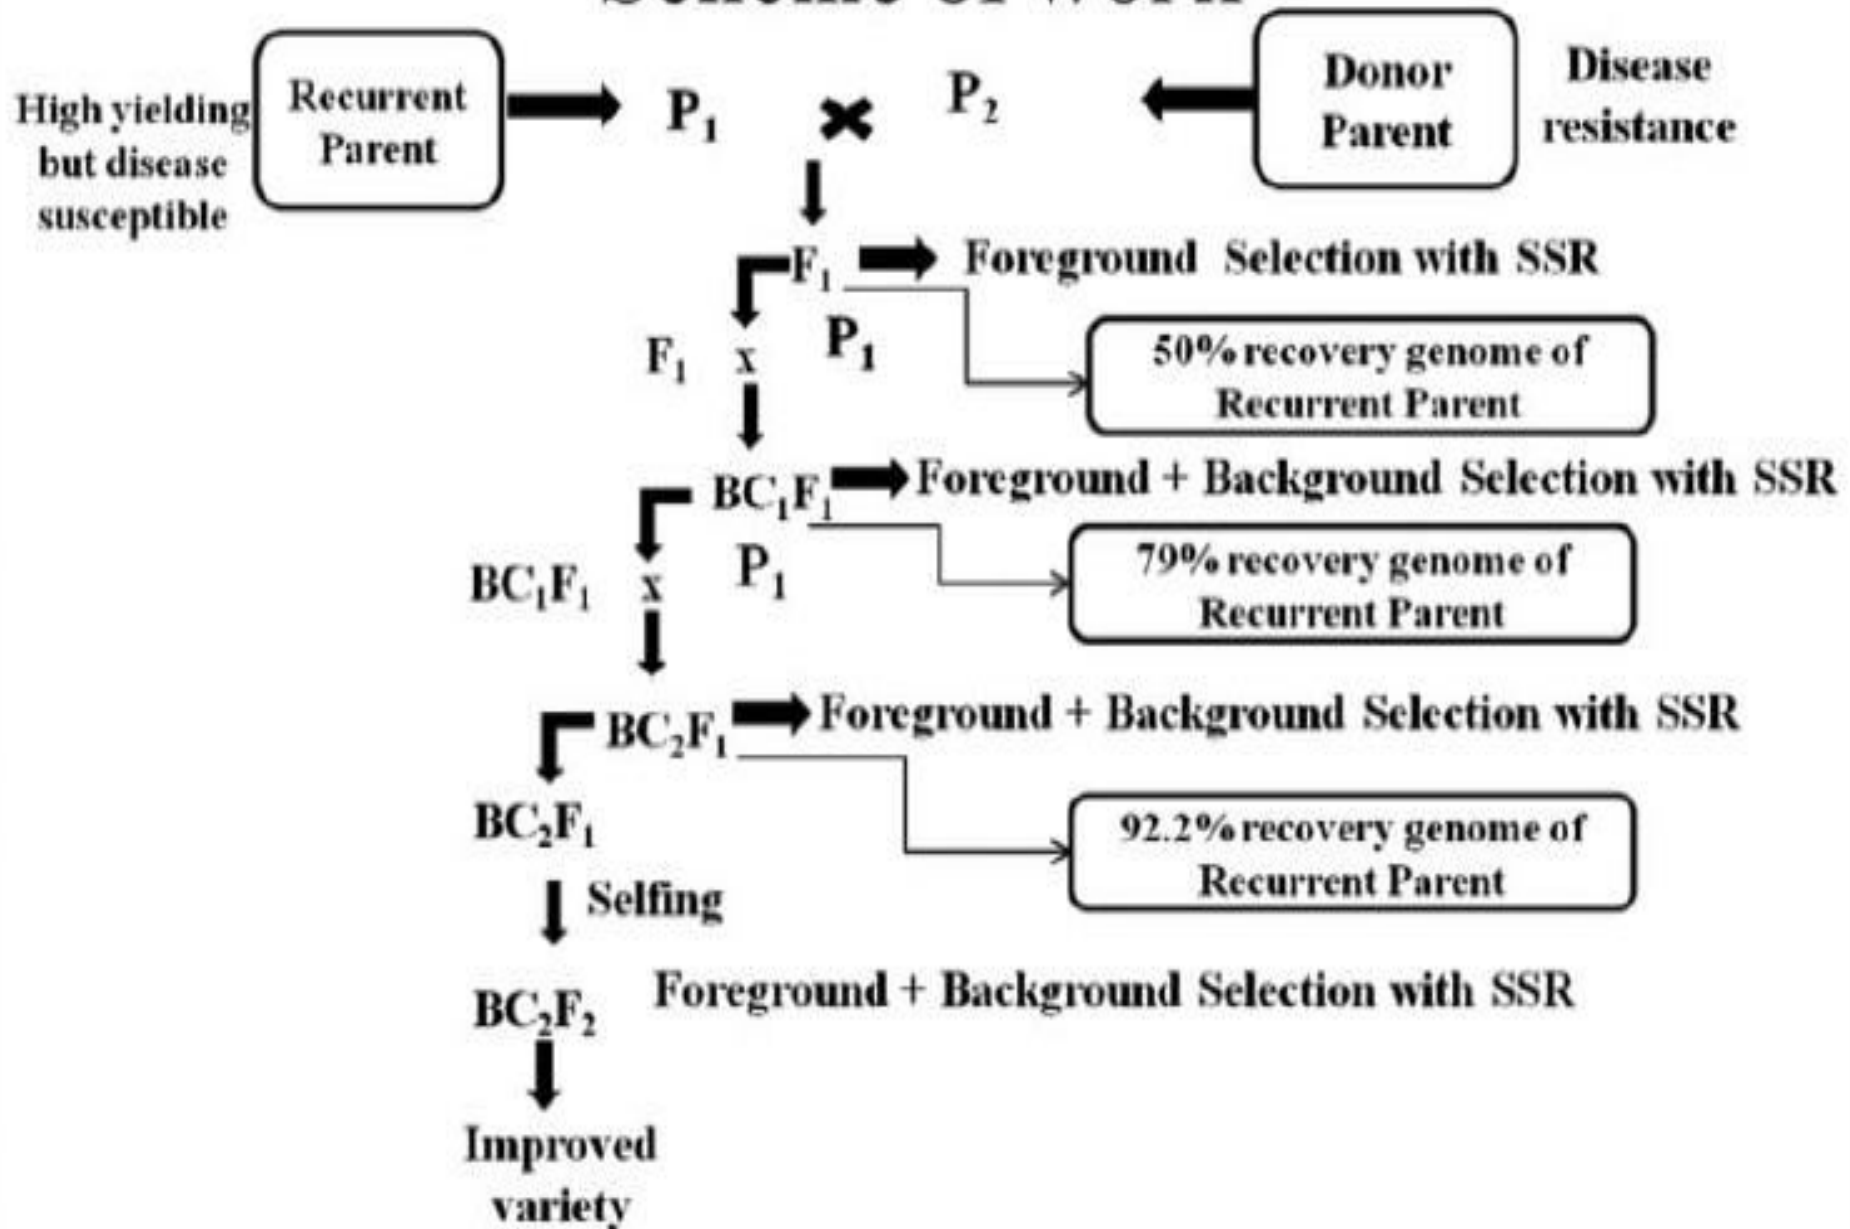 High yielding
but disease
susceptible
Recurrent
Parent
P₁
P₂
Donor
Parent
Disease
resistance
F₁
Foreground Selection with SSR
F₁ x P₁
50% recovery genome of
Recurrent Parent
BC₁F₁
Foreground + Background Selection with SSR
BC₁F₁ x P₁
79% recovery genome of
Recurrent Parent
BC₂F₁
Foreground + Background Selection with SSR
BC₂F₁
92.2% recovery genome of
Recurrent Parent
Selfing
BC₂F₂
Foreground + Background Selection with SSR
Improved
variety